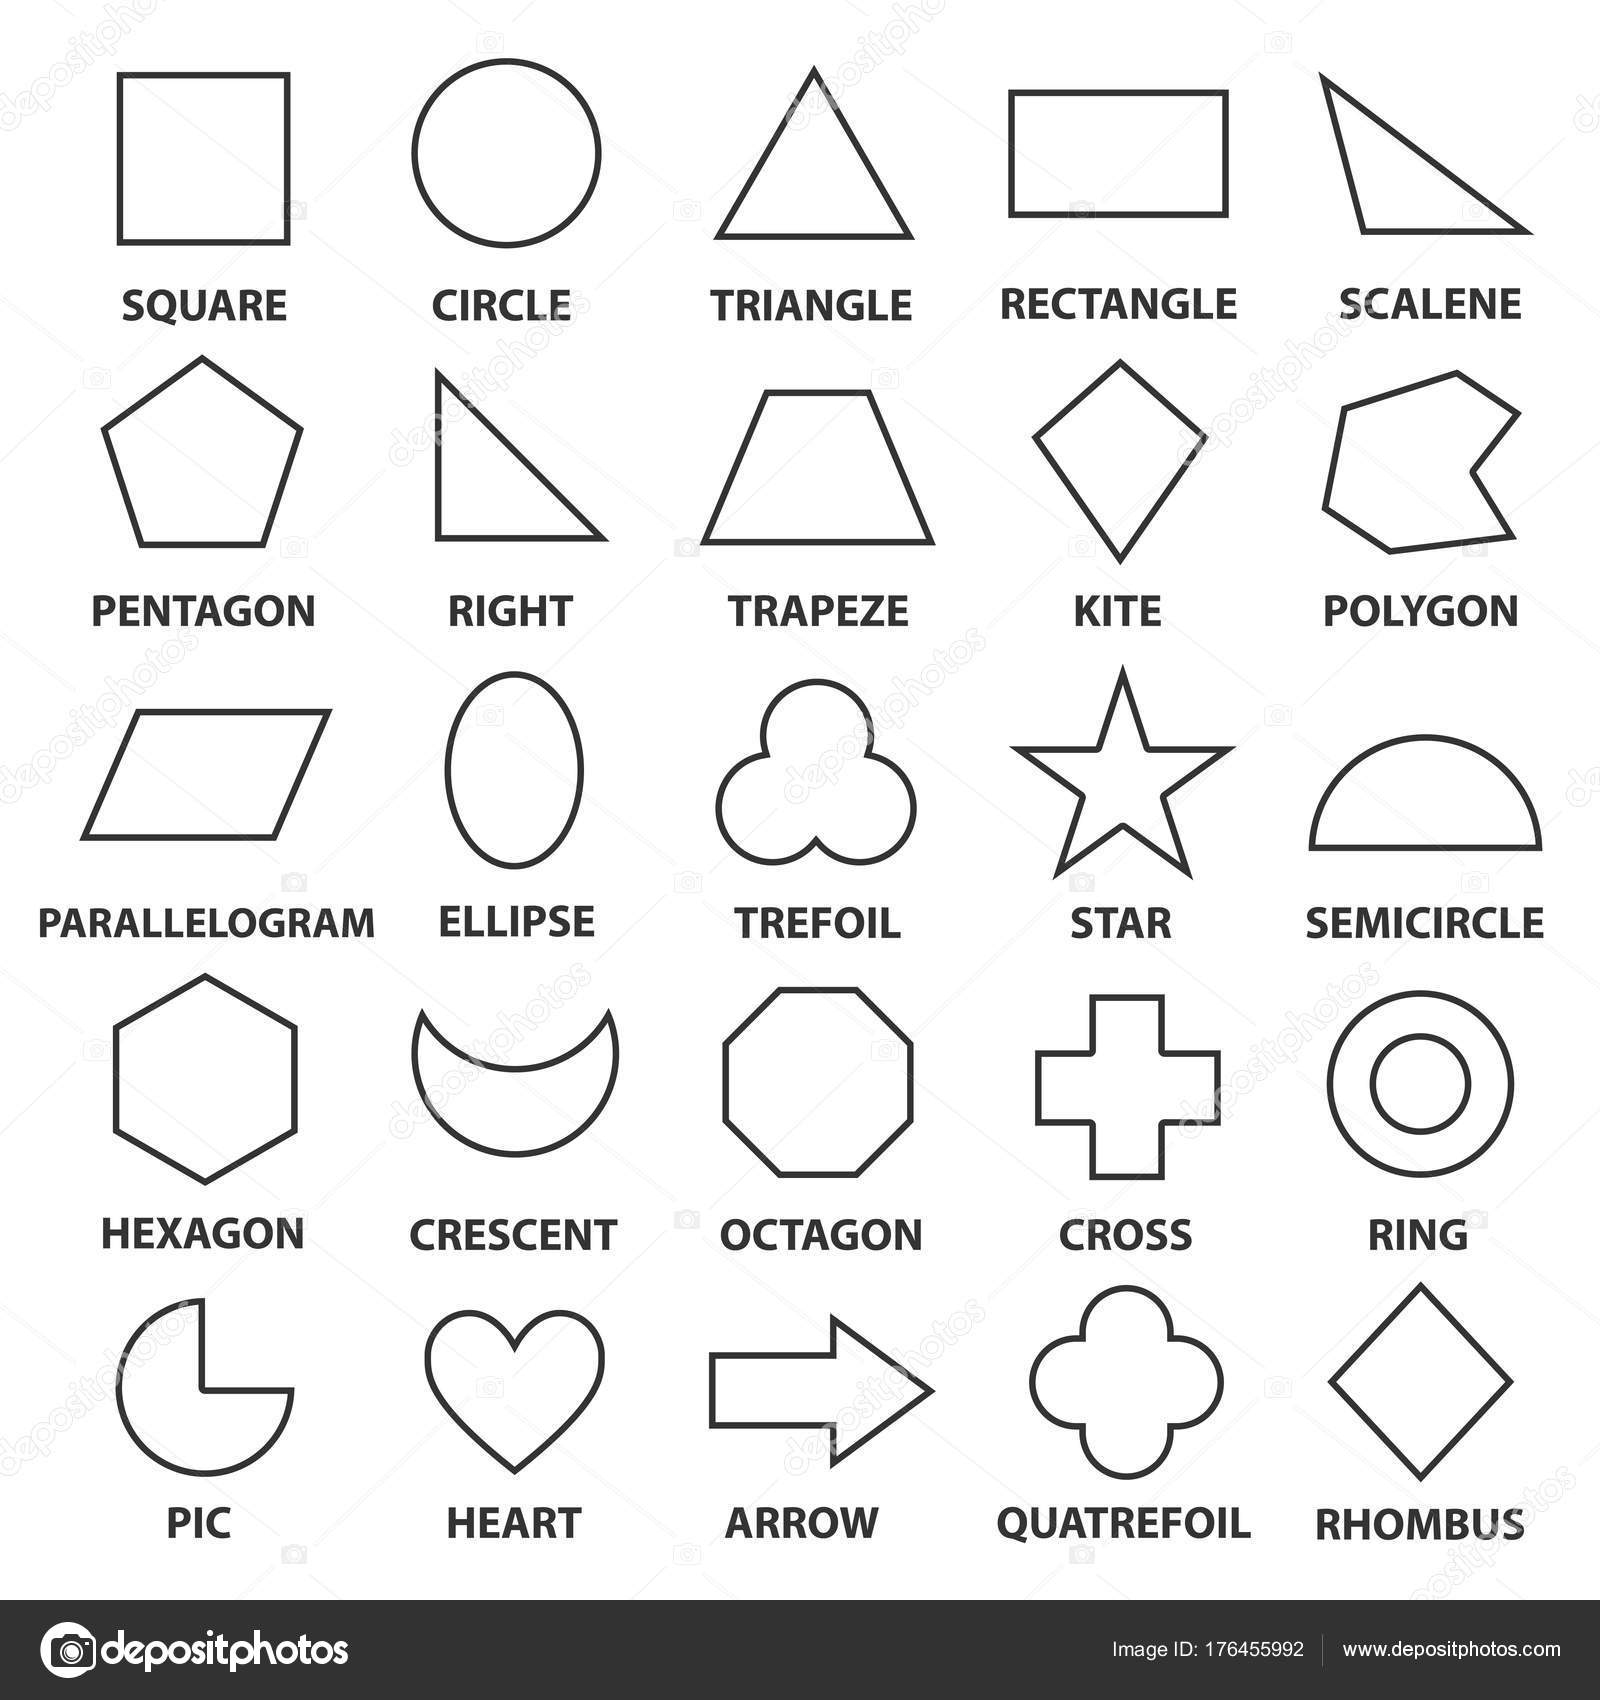 SQUARE CIRCLE TRIANGLE RECTANGLE SCALENE
PENTAGON RIGHT TRAPEZE KITE POLYGON
PARALLELOGRAM ELLIPSE TREFOIL STAR SEMICIRCLE
HEXAGON CRESCENT OCTAGON CROSS RING
PIC HEART ARROW QUATREFOIL RHOMBUS
depositphotos Image ID: 176455992 www.depositphotos.com